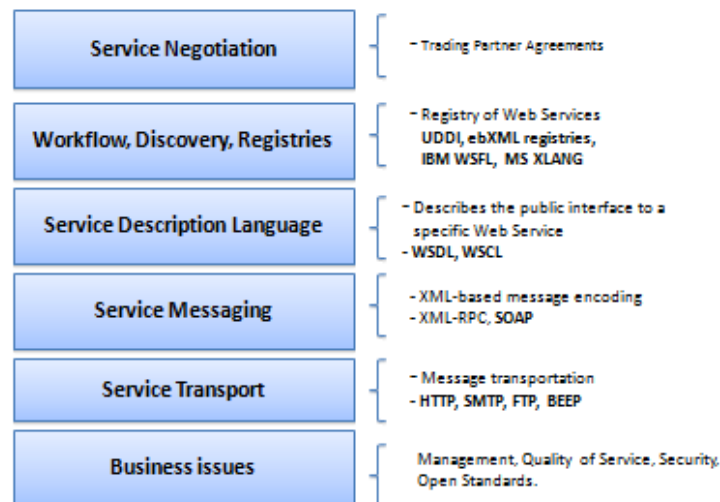 Service Negotiation
- Trading Partner Agreements
Workflow, Discovery, Registries
- Registry of Web Services
UDDI, ebXML registries,
IBM WSFL, MS XLANG
Service Description Language
- Describes the public interface to a
specific Web Service
- WSDL, WSCL
Service Messaging
- XML-based message encoding
- XML-RPC, SOAP
Service Transport
- Message transportation
- HTTP, SMTP, FTP, BEEP
Business issues
Management, Quality of Service, Security,
Open Standards.